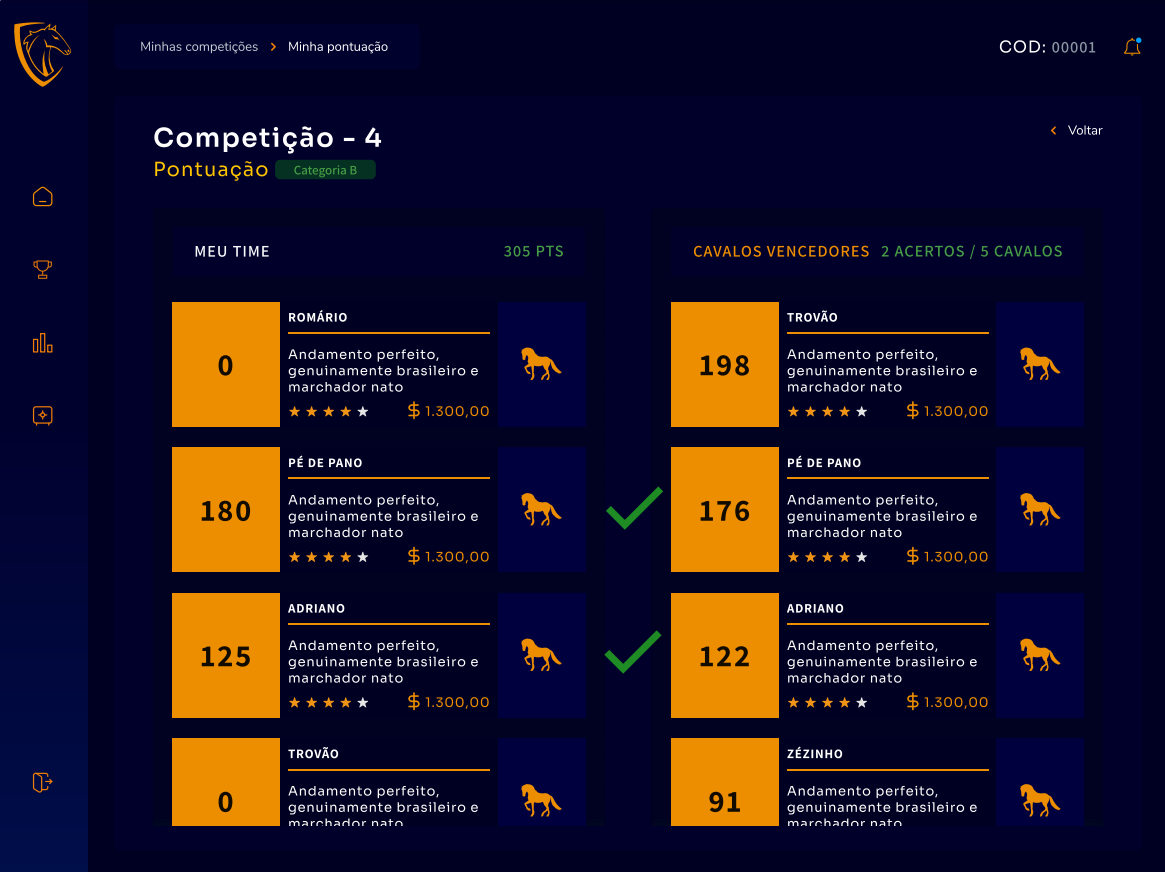 Minhas competições > Minha pontuação
COD: 00001
Competição - 4
Voltar
Pontuação Categoria B
MEU TIME 305 PTS
0
ROMÁRIO
Andamento perfeito,
genuinamente brasileiro e
marchador nato
$ 1.300,00
180
PÉ DE PANO
Andamento perfeito,
genuinamente brasileiro e
marchador nato
$ 1.300,00
125
ADRIANO
Andamento perfeito,
genuinamente brasileiro e
marchador nato
$ 1.300,00
0
TROVÃO
Andamento perfeito,
genuinamente brasileiro e
marchador nato
CAVALOS VENCEDORES 2 ACERTOS / 5 CAVALOS
198
TROVÃO
Andamento perfeito,
genuinamente brasileiro e
marchador nato
$ 1.300,00
176
PÉ DE PANO
Andamento perfeito,
genuinamente brasileiro e
marchador nato
$ 1.300,00
122
ADRIANO
Andamento perfeito,
genuinamente brasileiro e
marchador nato
$ 1.300,00
91
ZÉZINHO
Andamento perfeito,
genuinamente brasileiro e
marchador nato